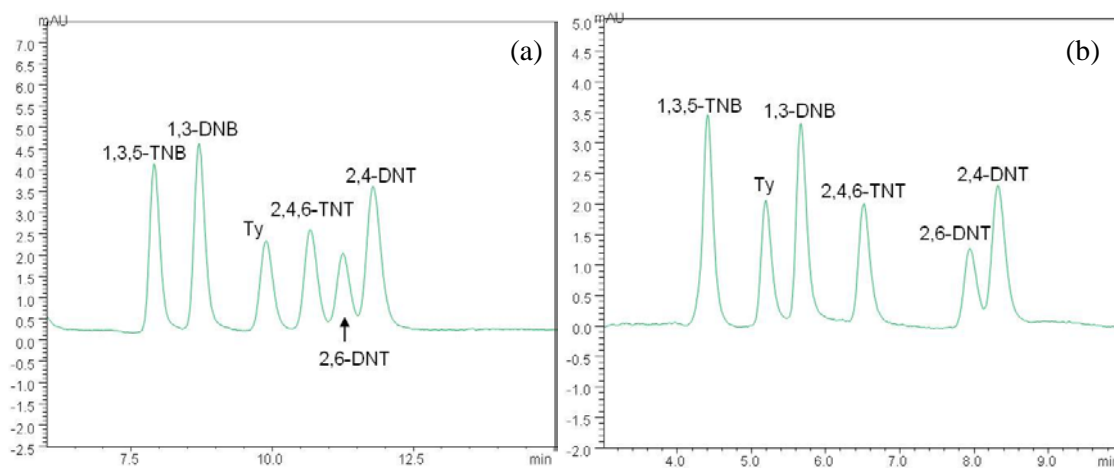 mAU
(a)
7.0
6.5
6.0
5.5
5.0
4.5
4.0
3.5
3.0
2.5
2.0
1.5
1.0
0.5
0.0
-0.5
-1.0
-1.5
-2.0
-2.5
1,3,5-TNB
1,3-DNB
Ty
2,4,6-TNT
2,4-DNT
2,6-DNT
7.5 10.0 12.5 min
mAU
(b)
5.0
4.5
4.0
3.5
3.0
2.5
2.0
1.5
1.0
0.5
0.0
-0.5
-1.0
-1.5
-2.0
1,3,5-TNB
Ty
1,3-DNB
2,4,6-TNT
2,6-DNT
2,4-DNT
4.0 5.0 6.0 7.0 8.0 9.0 min